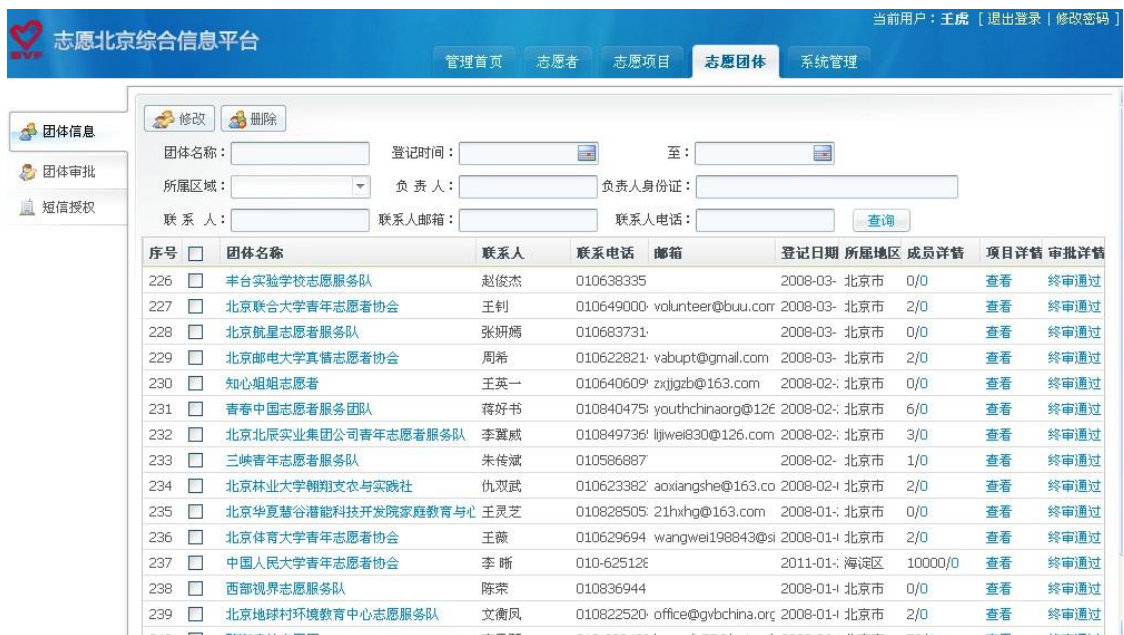 当前用户：王虎 [ 退出登录 | 修改密码 ]
BVF 志愿北京综合信息平台
管理首页 志愿者 志愿项目 志愿团体 系统管理
团体信息
团体审批
短信授权
修改 删除
团体名称： 登记时间： 至：
所属区域： 负 责 人： 负责人身份证：
联 系 人： 联系人邮箱： 联系人电话： 查询
序号 团体名称 联系人 联系电话 邮箱 登记日期 所属地区 成员详情 项目详情 审批详情
226 丰台实验学校志愿服务队 赵俊杰 010638335 2008-03- 北京市 0/0 查看 终审通过
227 北京联合大学青年志愿者协会 王钊 010649000 volunteer@buu.com 2008-03- 北京市 2/0 查看 终审通过
228 北京航星志愿者服务队 张妍嫣 010683731 2008-03- 北京市 0/0 查看 终审通过
229 北京邮电大学真情志愿者协会 周希 010622821 vabupt@gmail.com 2008-03- 北京市 2/0 查看 终审通过
230 知心姐姐志愿者 王英一 010640609 zxjjgzb@163.com 2008-02- 北京市 0/0 查看 终审通过
231 青春中国志愿者服务团队 蒋好书 010840475 youthchinaorg@126 2008-02- 北京市 6/0 查看 终审通过
232 北京北辰实业集团公司青年志愿者服务队 李冀威 010849736 lijiwei830@126.com 2008-02- 北京市 3/0 查看 终审通过
233 三峡青年志愿者服务队 朱传斌 010586887 2008-02- 北京市 1/0 查看 终审通过
234 北京林业大学翱翔支农与实践社 仇双武 010623382 aoxiangshe@163.co 2008-02- 北京市 2/0 查看 终审通过
235 北京华夏慧谷潜能科技开发院家庭教育与心 王灵芝 010828505 21hxhg@163.com 2008-01- 北京市 0/0 查看 终审通过
236 北京体育大学青年志愿者协会 王薇 010629694 wangwei198843@si 2008-01- 北京市 2/0 查看 终审通过
237 中国人民大学青年志愿者协会 李 晰 010-62512 2011-01- 海淀区 10000/0 查看 终审通过
238 西部视界志愿服务队 陈荣 010836944 2008-01- 北京市 0/0 查看 终审通过
239 北京地球村环境教育中心志愿服务队 文衡凤 010822520 office@gvbchina.org 2008-01- 北京市 2/0 查看 终审通过